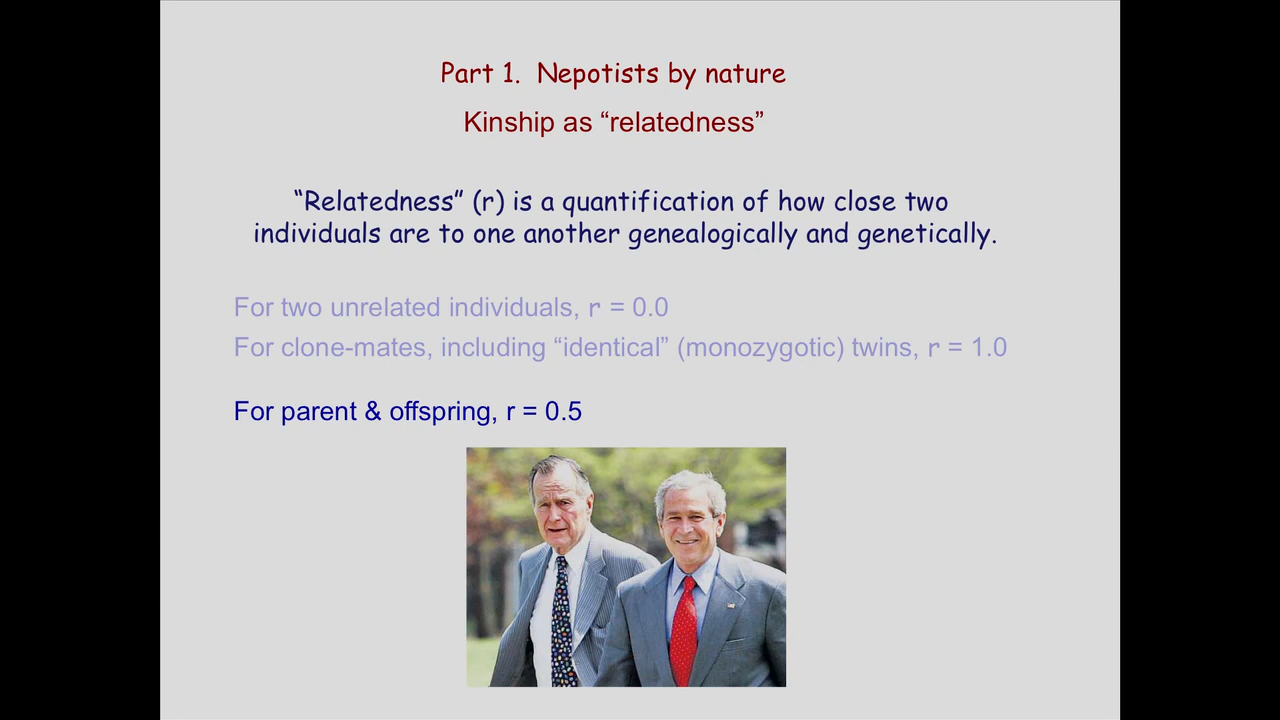 Part 1.  Nepotists by nature
Kinship as “relatedness”
“Relatedness” (r) is a quantification of how close two
individuals are to one another genealogically and genetically.
For two unrelated individuals, r = 0.0
For clone-mates, including “identical” (monozygotic) twins, r = 1.0
For parent & offspring, r = 0.5